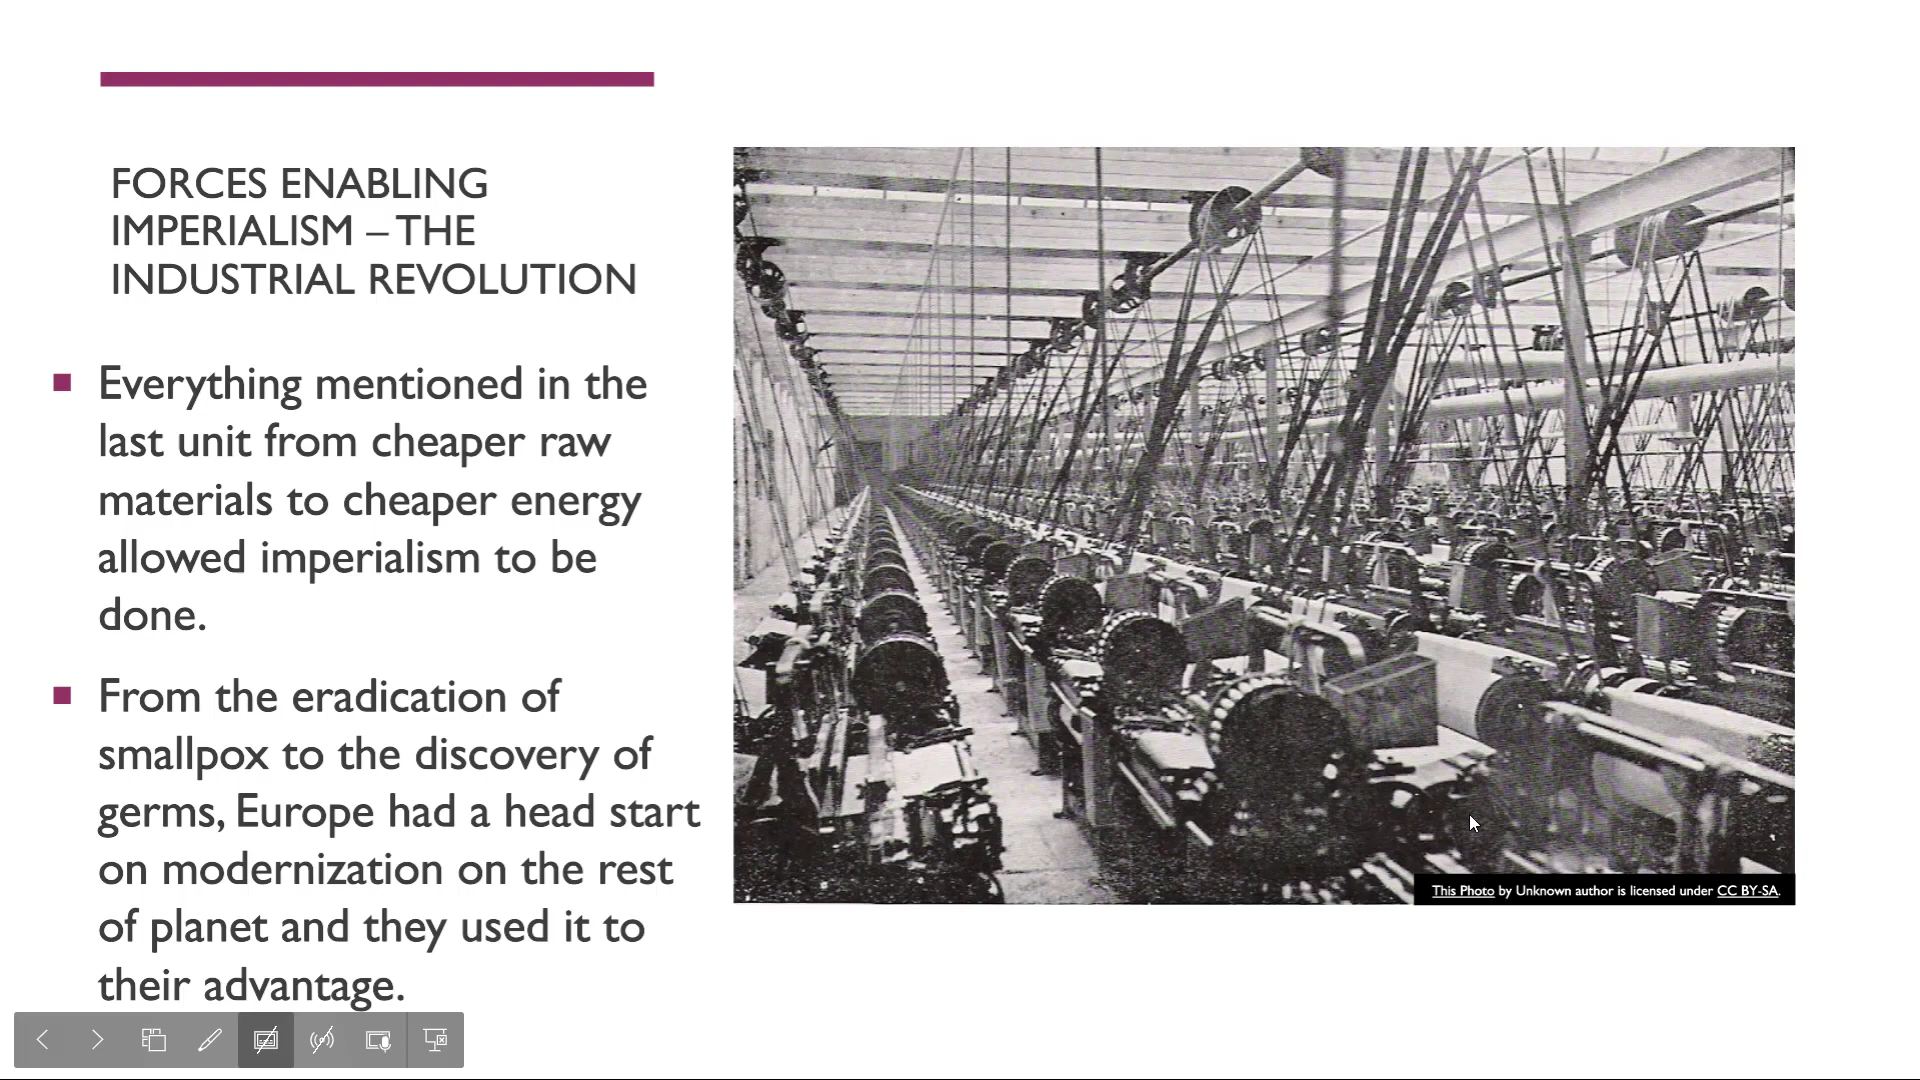 FORCES ENABLING
IMPERIALISM – THE
INDUSTRIAL REVOLUTION
Everything mentioned in the
last unit from cheaper raw
materials to cheaper energy
allowed imperialism to be
done.
From the eradication of
smallpox to the discovery of
germs, Europe had a head start
on modernization on the rest
of planet and they used it to
their advantage.
This Photo by Unknown author is licensed under CC BY-SA.